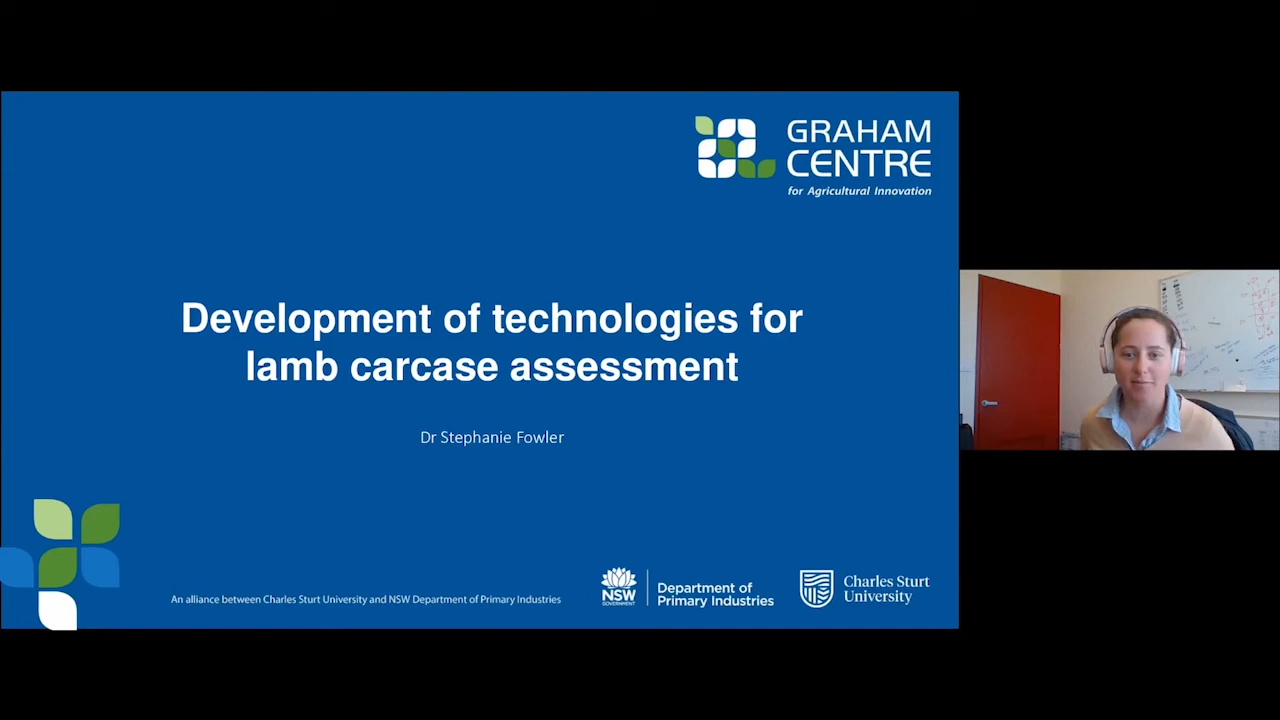 GRAHAM
CENTRE
for Agricultural Innovation
Development of technologies for
lamb carcase assessment
Dr Stephanie Fowler
An alliance between Charles Sturt University and NSW Department of Primary Industries
NSW
GOVERNMENT
Department of
Primary Industries
Charles Sturt
University